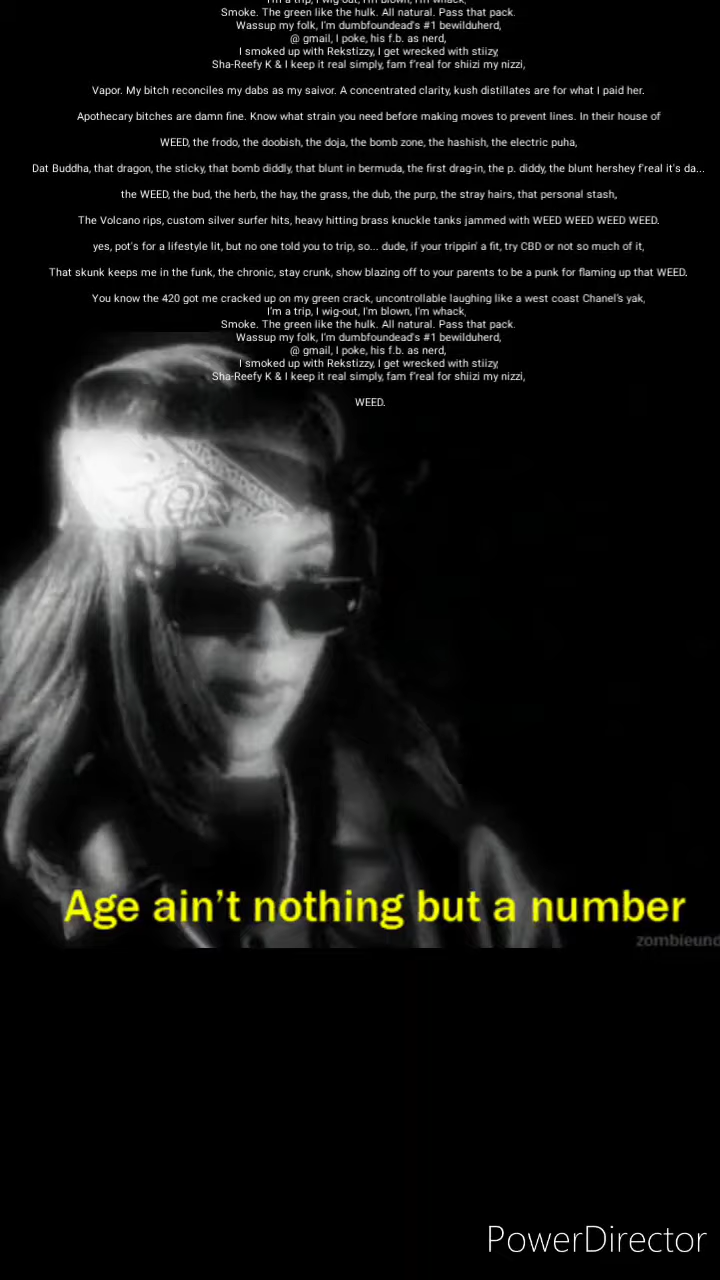 I'm a trip, I wig-out, I'm blown, I'm whack,
Smoke. The green like the hulk. All natural. Pass that pack.
Wassup my folk, I'm dumbfoundead's #1 bewilduherd,
@ gmail, I poke, his f.b. as nerd,
I smoked up with Rekstizzy, I get wrecked with stiizy,
Sha-Reefy K & I keep it real simply, fam f'real for shiizi my nizzi,
Vapor. My bitch reconciles my dabs as my saivor. A concentrated clarity, kush distillates are for what I paid her.
Apothecary bitches are damn fine. Know what strain you need before making moves to prevent lines. In their house of
WEED, the frodo, the doobish, the doja, the bomb zone, the hashish, the electric puha,
Dat Buddha, that dragon, the sticky, that bomb diddly, that blunt in bermuda, the first drag-in, the p. diddy, the blunt hershey f'real it's da...
the WEED, the bud, the herb, the hay, the grass, the dub, the purp, the stray hairs, that personal stash,
The Volcano rips, custom silver surfer hits, heavy hitting brass knuckle tanks jammed with WEED WEED WEED WEED.
yes, pot's for a lifestyle lit, but no one told you to trip, so... dude, if your trippin' a fit, try CBD or not so much of it,
That skunk keeps me in the funk, the chronic, stay crunk, show blazing off to your parents to be a punk for flaming up that WEED.
You know the 420 got me cracked up on my green crack, uncontrollable laughing like a west coast Chanel's yak,
I'm a trip, I wig-out, I'm blown, I'm whack,
Smoke. The green like the hulk. All natural. Pass that pack.
Wassup my folk, I'm dumbfoundead's #1 bewilduherd,
@ gmail, I poke, his f.b. as nerd,
I smoked up with Rekstizzy, I get wrecked with stiizy,
Sha-Reefy K & I keep it real simply, fam f'real for shiizi my nizzi,
WEED.
Age ain't nothing but a number
zombieund
PowerDirector